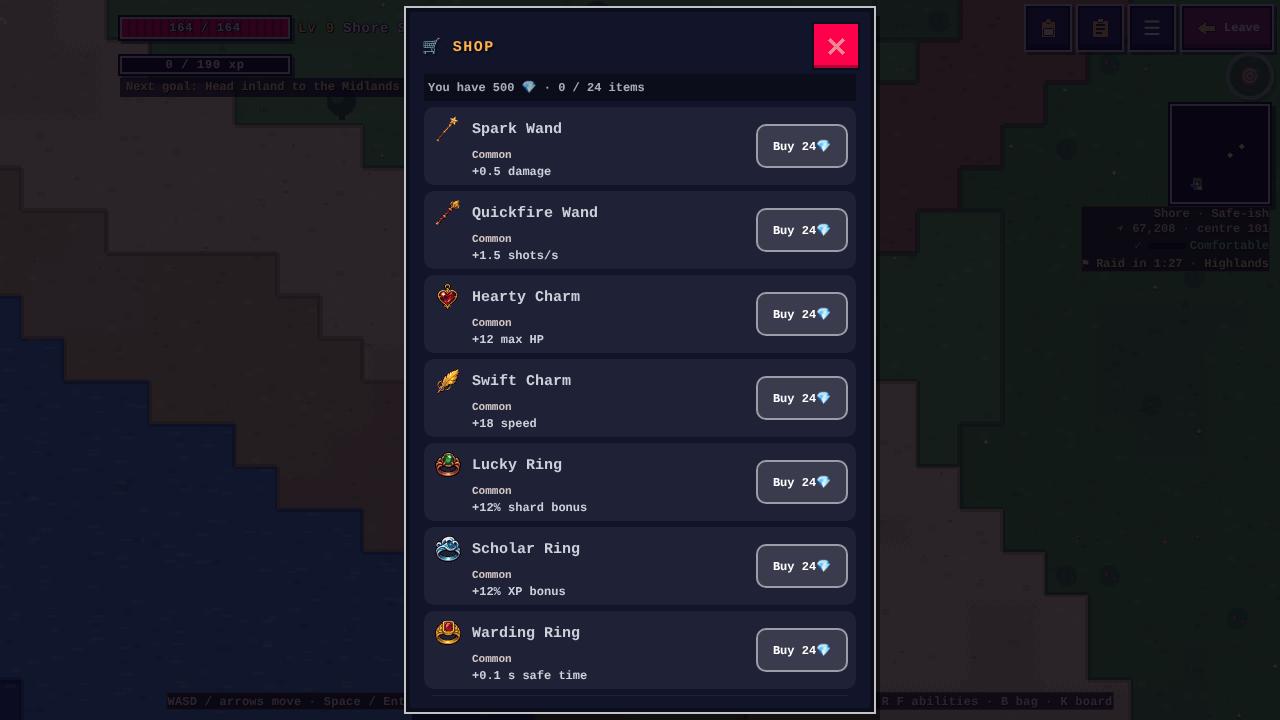 164 / 164
Lv 9 Shore S
0 / 190 xp
Next goal: Head inland to the Midlands
SHOP
You have 500 · 0 / 24 items
Spark Wand
Common
+0.5 damage
Buy 24
Quickfire Wand
Common
+1.5 shots/s
Buy 24
Hearty Charm
Common
+12 max HP
Buy 24
Swift Charm
Common
+18 speed
Buy 24
Lucky Ring
Common
+12% shard bonus
Buy 24
Scholar Ring
Common
+12% XP bonus
Buy 24
Warding Ring
Common
+0.1 s safe time
Buy 24
Leave
Shore · Safe-ish
67,208 · centre 101
Comfortable
Raid in 1:27 · Highlands
WASD / arrows move · Space / Ent
R F abilities · B bag · K board